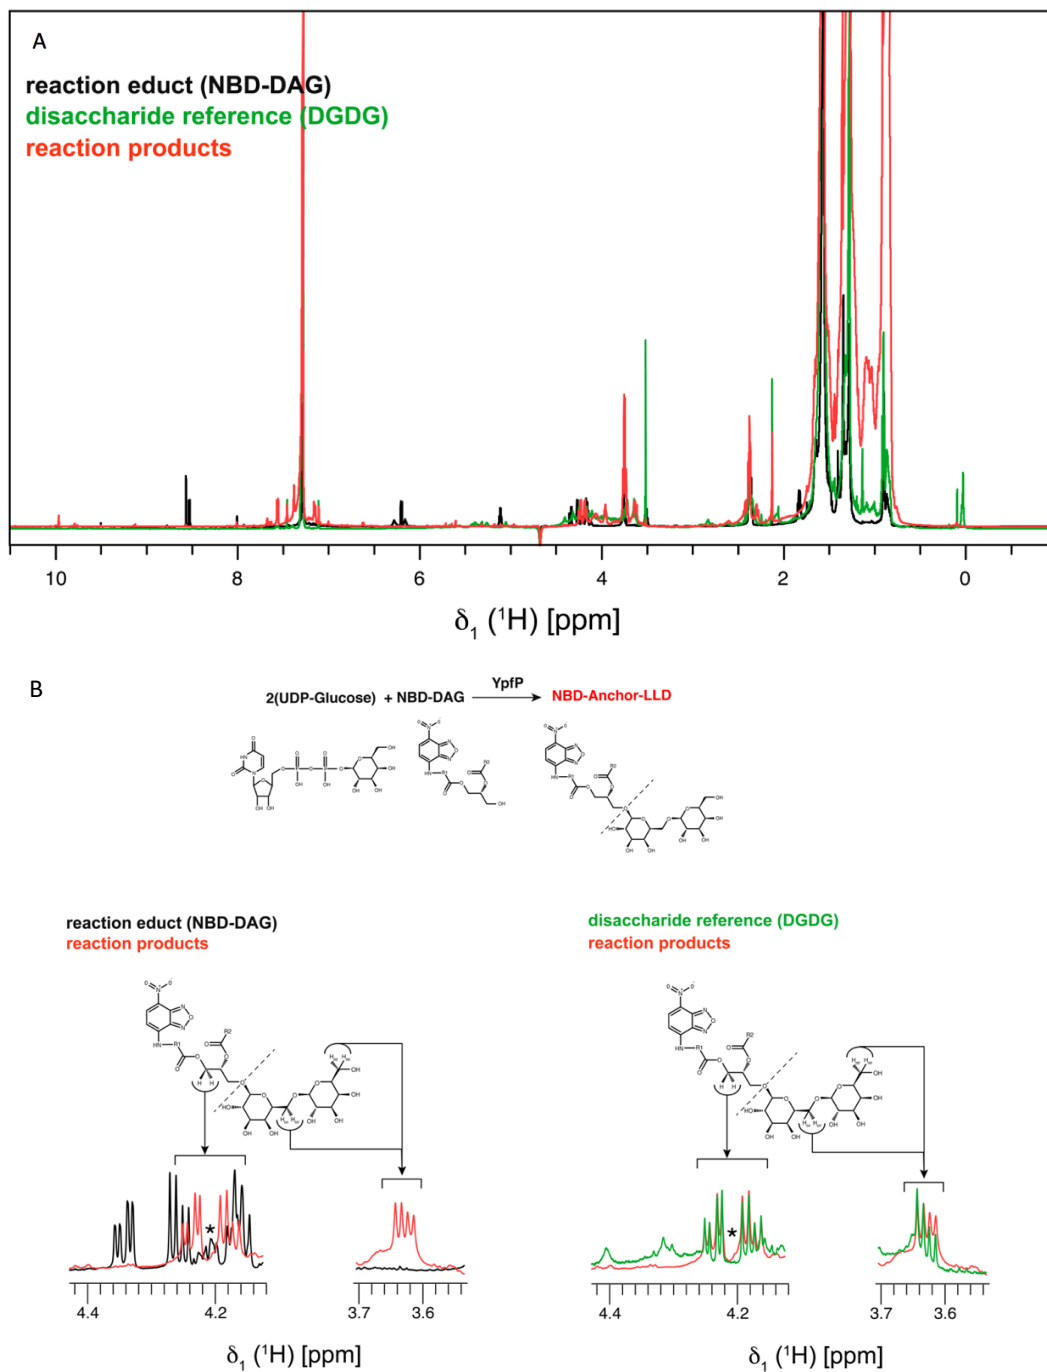 A
reaction educt (NBD-DAG)
disaccharide reference (DGDG)
reaction products
10 8 6 4 2 0
δ1 (¹H) [ppm]
B
2(UDP-Glucose) + NBD-DAG YpfP NBD-Anchor-LLD
reaction educt (NBD-DAG)
reaction products
disaccharide reference (DGDG)
reaction products
*
4.4 4.2 3.7 3.6
δ1 (¹H) [ppm]
*
4.4 4.2 3.7 3.6
δ1 (¹H) [ppm]